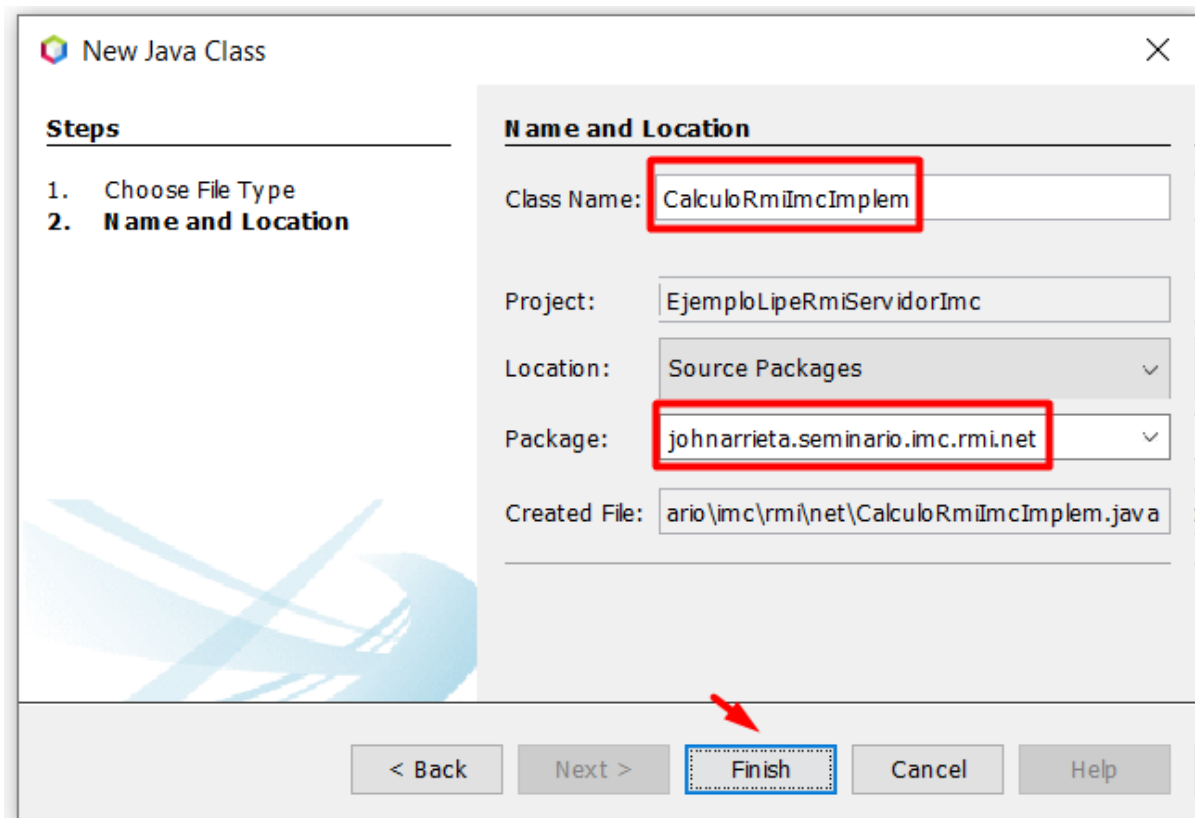 New Java Class
Steps
1. Choose File Type
2. Name and Location
Name and Location
Class Name: CalculoRmiImcImplem
Project: EjemploLipeRmiServidorImc
Location: Source Packages
Package: johnarrieta.seminario.imc.rmi.net
Created File: ario\imc\rmi\net\CalculoRmiImcImplem.java
< Back Next > Finish Cancel Help